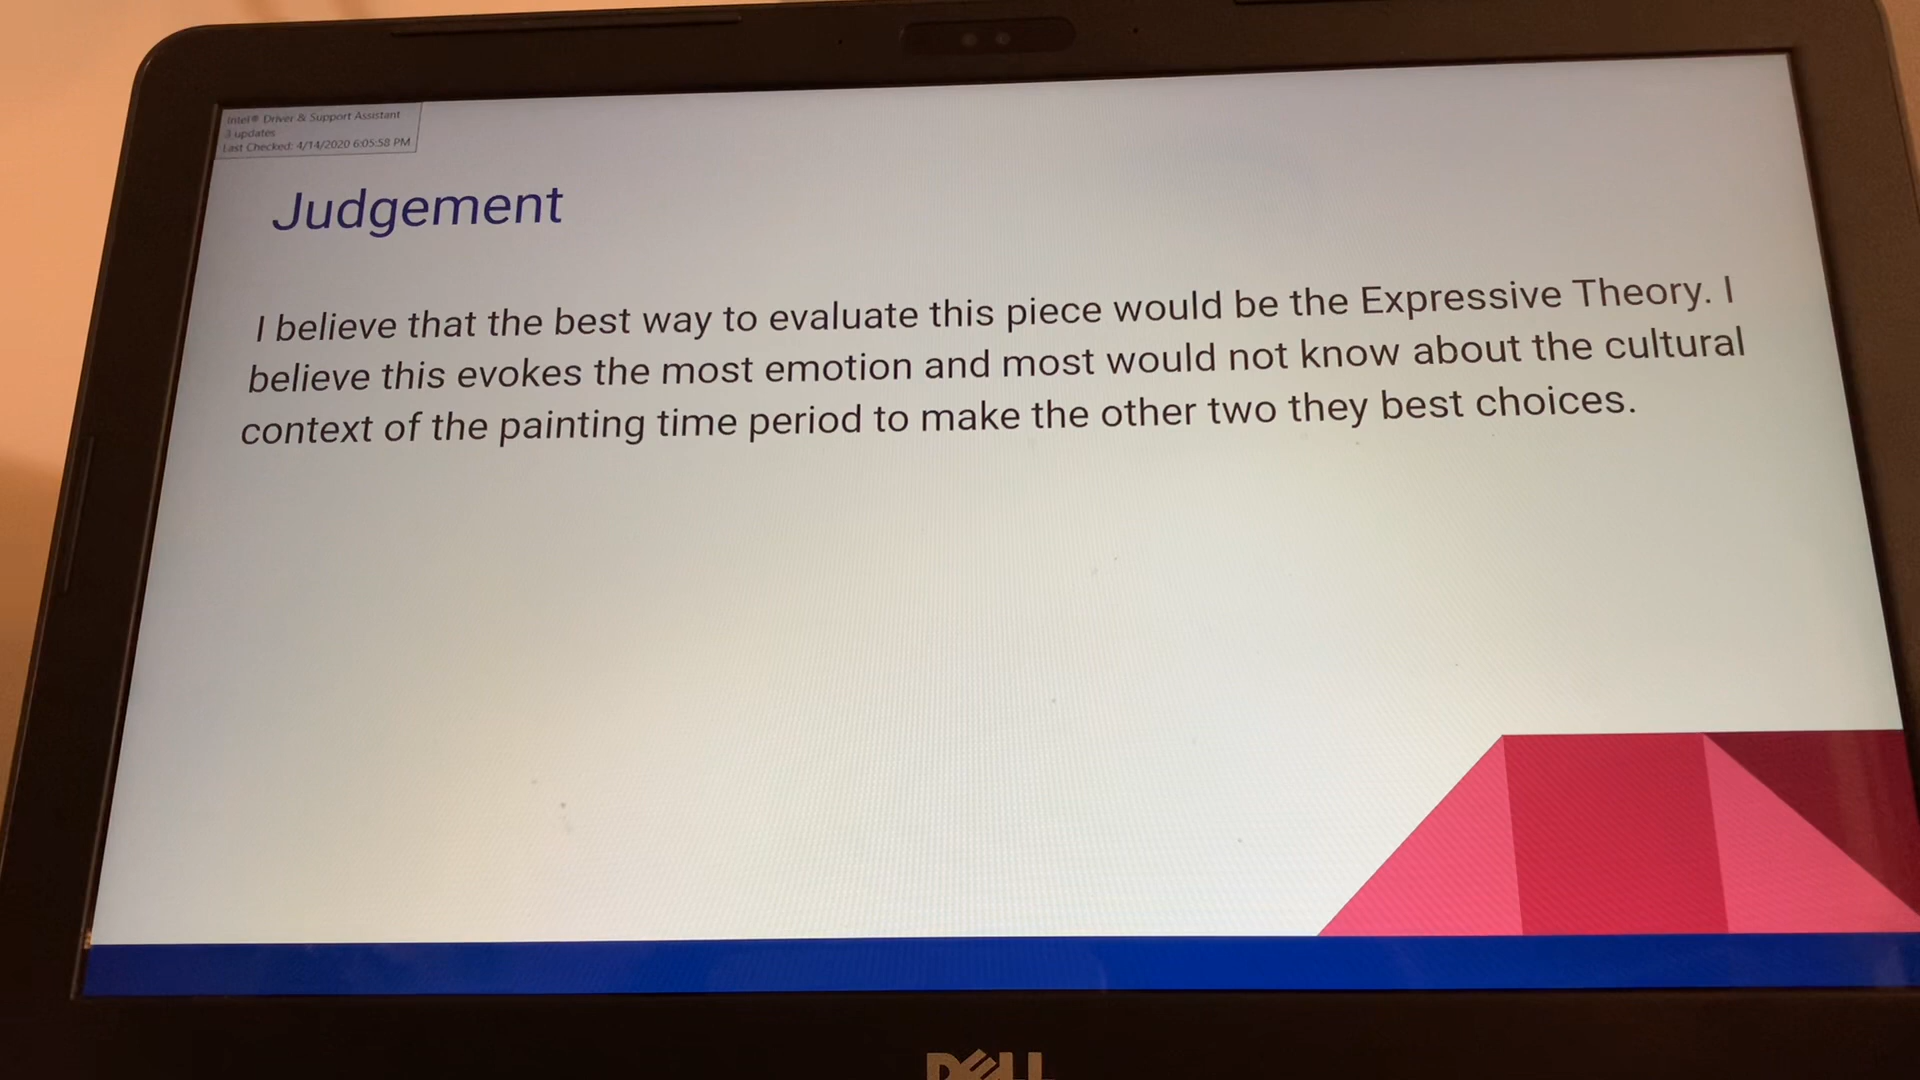 Intel® Driver & Support Assistant
3 updates
Last Checked: 4/14/2020 6:05:58 PM
Judgement
I believe that the best way to evaluate this piece would be the Expressive Theory. I
believe this evokes the most emotion and most would not know about the cultural
context of the painting time period to make the other two they best choices.
DELL